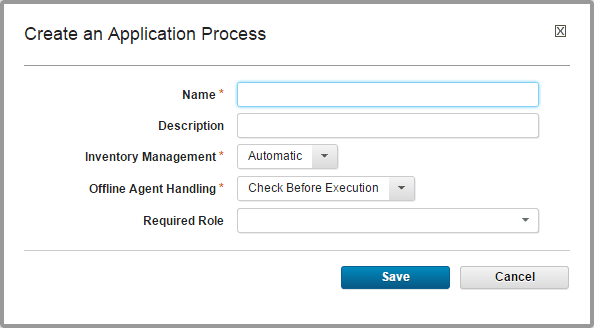 Create an Application Process
Name *
Description
Inventory Management * Automatic
Offline Agent Handling * Check Before Execution
Required Role
Save Cancel